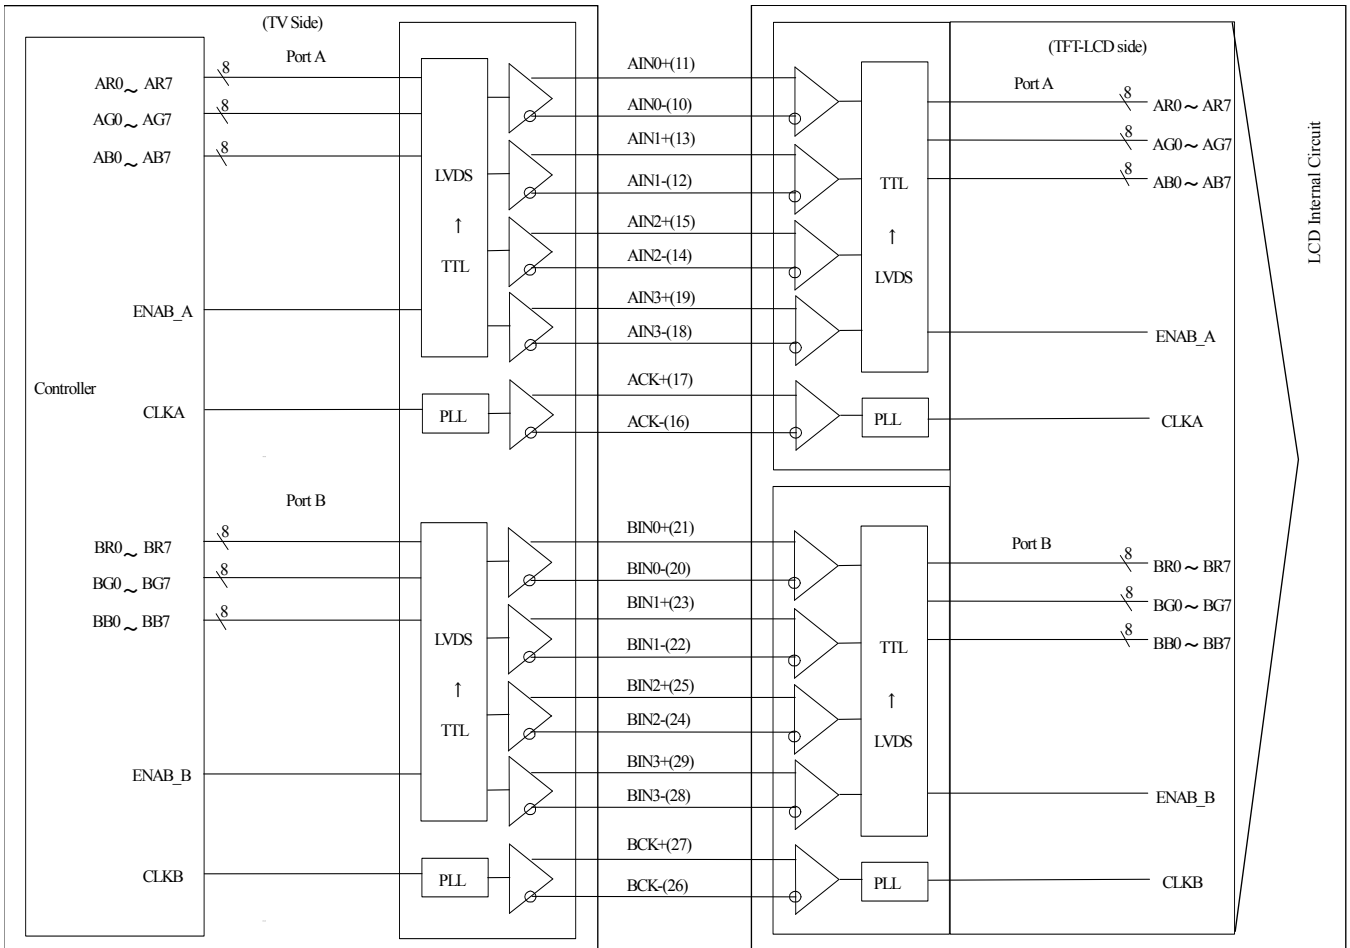 (TV Side)
Port A
8
AR0～ AR7
8
AG0～ AG7
8
AB0～ AB7
LVDS
↑
TTL
ENAB_A
Controller
CLKA
PLL
AIN0+(11)
AIN0-(10)
AIN1+(13)
AIN1-(12)
AIN2+(15)
AIN2-(14)
AIN3+(19)
AIN3-(18)
ACK+(17)
ACK-(16)
(TFT-LCD side)
Port A
8
AR0～ AR7
8
AG0～ AG7
8
AB0～ AB7
TTL
↑
LVDS
ENAB_A
PLL
CLKA
LCD Internal Circuit
Port B
8
BR0～ BR7
8
BG0～ BG7
8
BB0～ BB7
LVDS
↑
TTL
ENAB_B
CLKB
PLL
BIN0+(21)
BIN0-(20)
BIN1+(23)
BIN1-(22)
BIN2+(25)
BIN2-(24)
BIN3+(29)
BIN3-(28)
BCK+(27)
BCK-(26)
Port B
8
BR0～ BR7
8
BG0～ BG7
8
BB0～ BB7
TTL
↑
LVDS
ENAB_B
PLL
CLKB